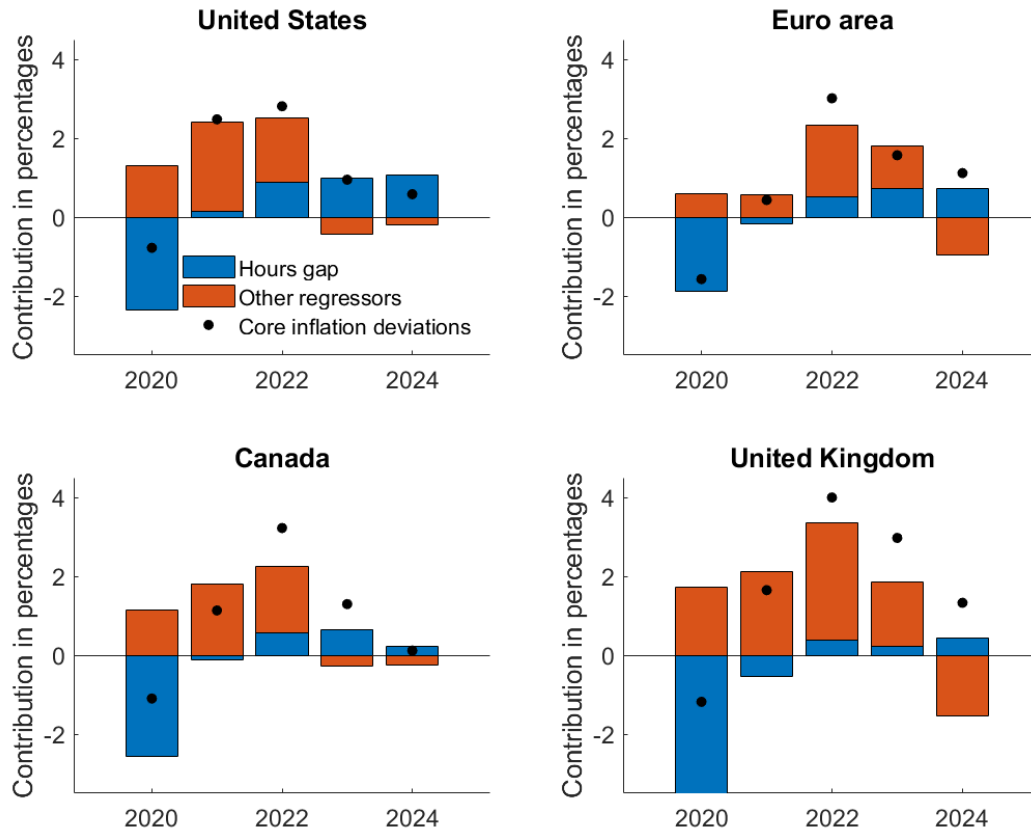 United States
Contribution in percentages
4
2
0
-2
Hours gap
Other regressors
Core inflation deviations
2020 2022 2024
Euro area
Contribution in percentages
4
2
0
-2
2020 2022 2024
Canada
Contribution in percentages
4
2
0
-2
2020 2022 2024
United Kingdom
Contribution in percentages
4
2
0
-2
2020 2022 2024